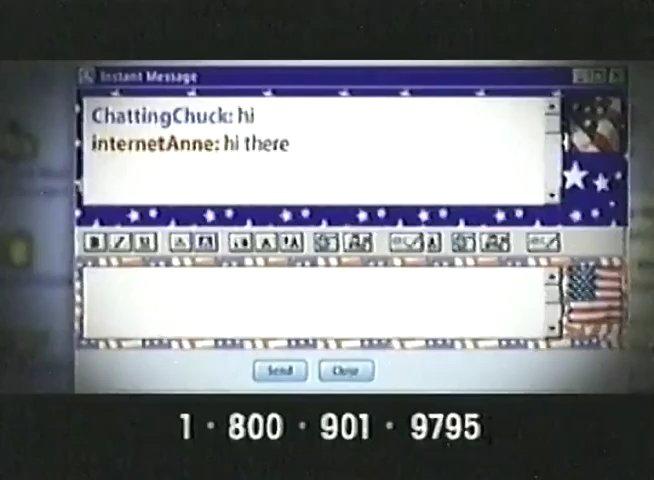 Instant Message
ChattingChuck: hi
internetAnne: hi there
B I U
Send Close
1 · 800 · 901 · 9795